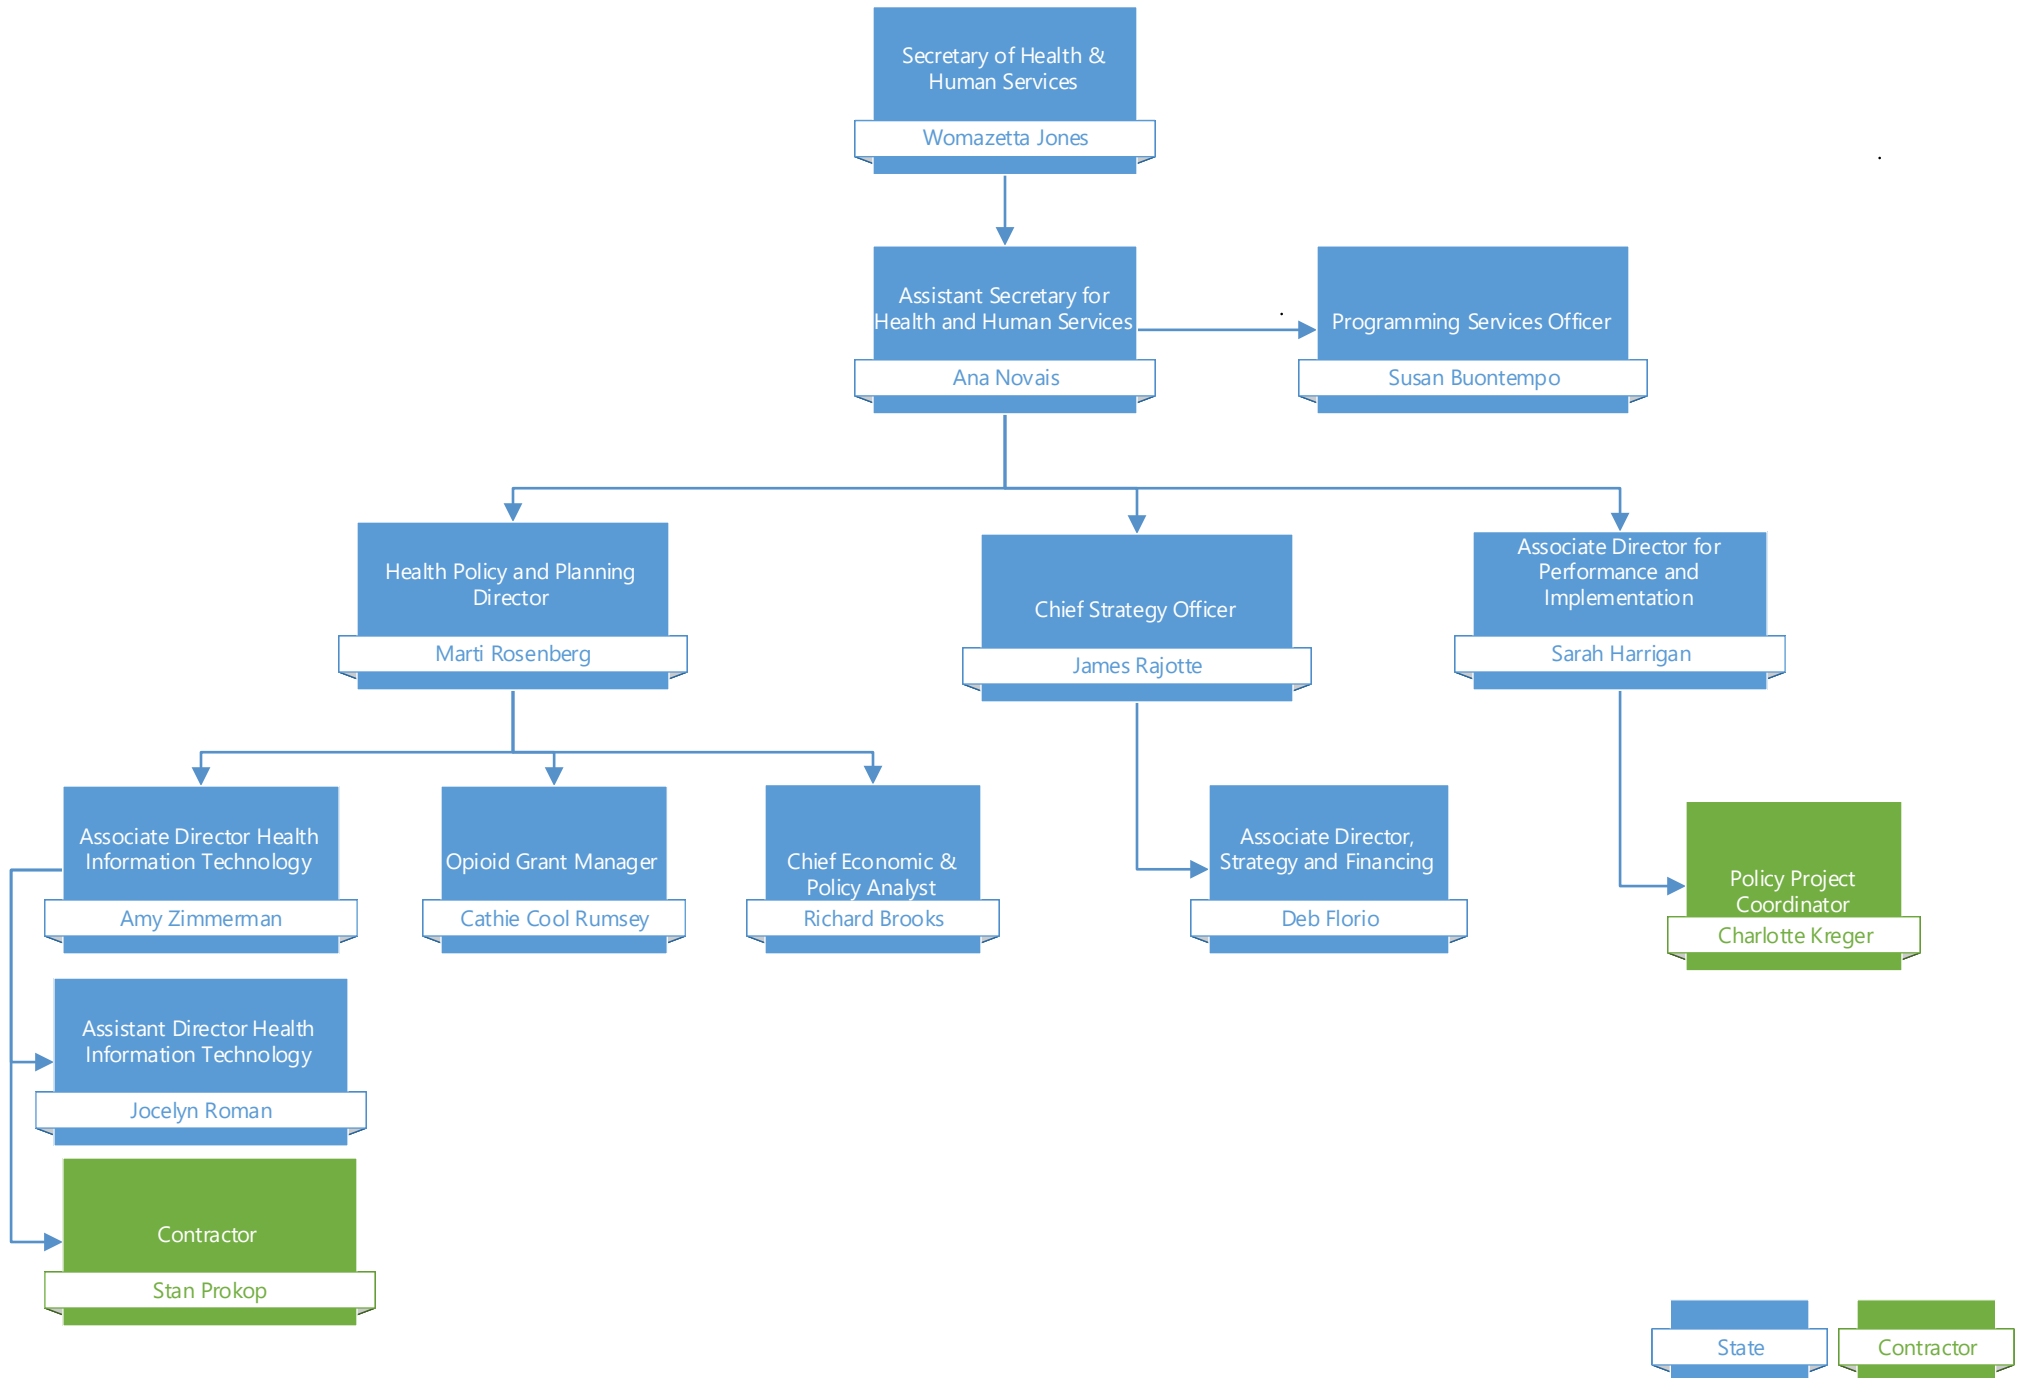 Secretary of Health &
Human Services
Womazetta Jones
Assistant Secretary for
Health and Human Services
Ana Novais
Programming Services Officer
Susan Buontempo
Health Policy and Planning
Director
Marti Rosenberg
Chief Strategy Officer
James Rajotte
Associate Director for
Performance and
Implementation
Sarah Harrigan
Associate Director Health
Information Technology
Amy Zimmerman
Opioid Grant Manager
Cathie Cool Rumsey
Chief Economic &
Policy Analyst
Richard Brooks
Associate Director,
Strategy and Financing
Deb Florio
Policy Project
Coordinator
Charlotte Kreger
Assistant Director Health
Information Technology
Jocelyn Roman
Contractor
Stan Prokop
State
Contractor